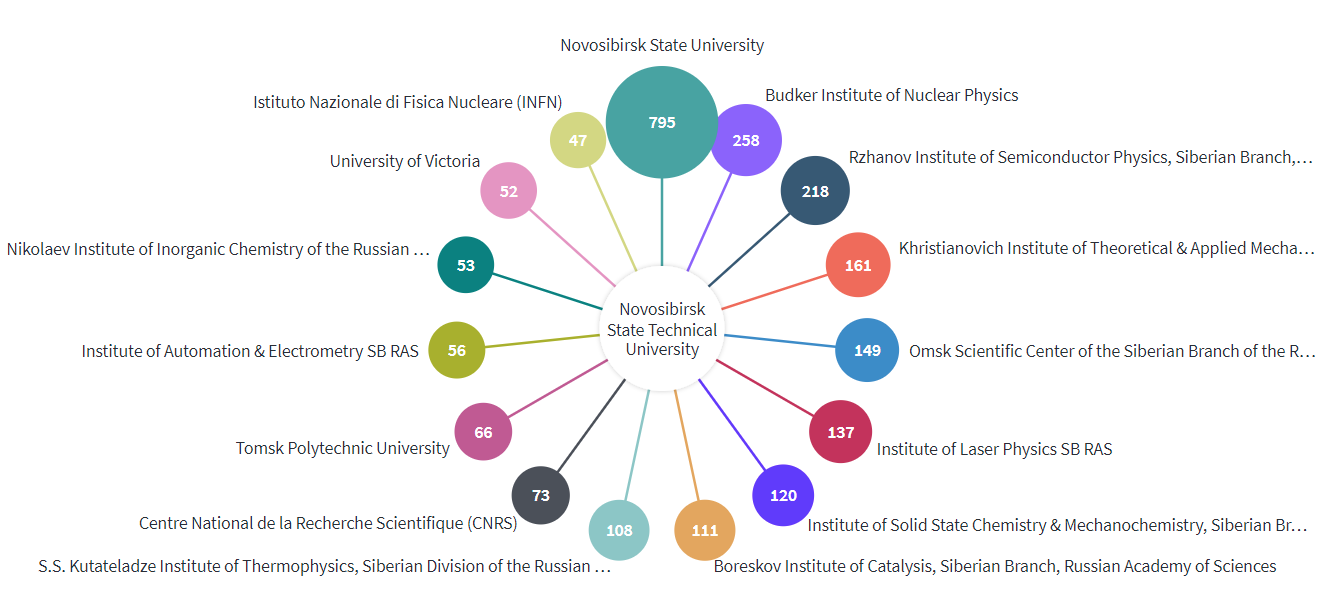 Novosibirsk State University
795
Budker Institute of Nuclear Physics
258
Rzhanov Institute of Semiconductor Physics, Siberian Branch,…
218
Khristianovich Institute of Theoretical & Applied Mecha…
161
Omsk Scientific Center of the Siberian Branch of the R…
149
Institute of Laser Physics SB RAS
137
Institute of Solid State Chemistry & Mechanochemistry, Siberian Br…
120
Boreskov Institute of Catalysis, Siberian Branch, Russian Academy of Sciences
111
S.S. Kutateladze Institute of Thermophysics, Siberian Division of the Russian …
108
Centre National de la Recherche Scientifique (CNRS)
73
Tomsk Polytechnic University
66
Institute of Automation & Electrometry SB RAS
56
Nikolaev Institute of Inorganic Chemistry of the Russian …
53
University of Victoria
52
Istituto Nazionale di Fisica Nucleare (INFN)
47
Novosibirsk
State Technical
University